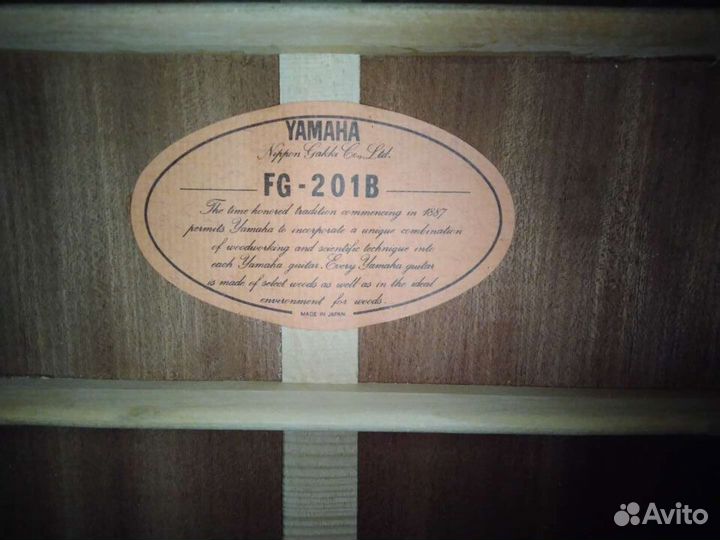 YAMAHA
Nippon Gakki Co., Ltd.
FG-201B
The time honored tradition commencing in 1887
permits Yamaha to incorporate a unique combination
of woodworking and scientific technique into
each Yamaha guitar. Every Yamaha guitar
is made of select woods as well as in the ideal
environment for woods.
MADE IN JAPAN
Avito